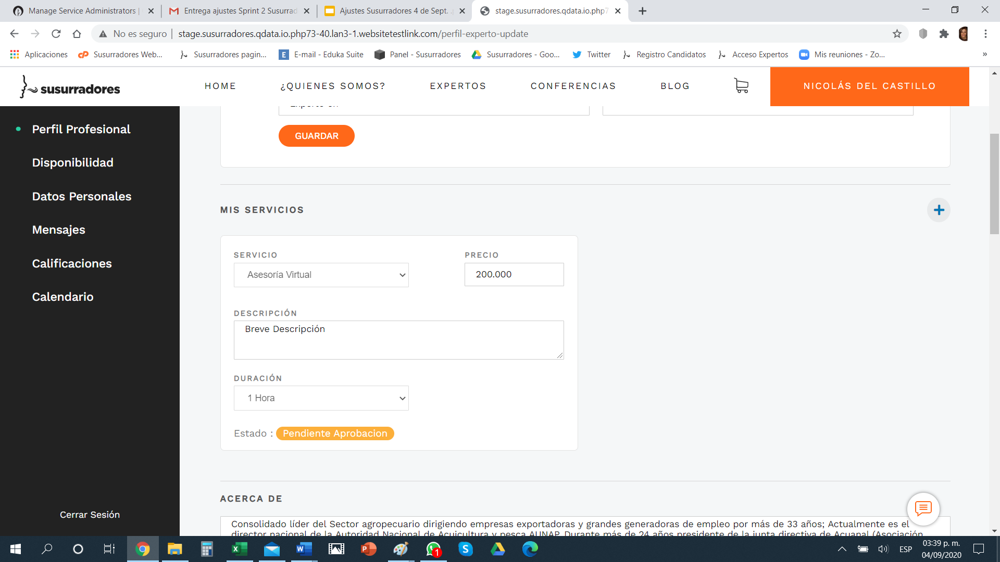 Manage Service Administrators |
Entrega ajustes Sprint 2 Susurrad
Ajustes Susurradores 4 de Sept. .p
stage.susurradores.qdata.io.php7
No es seguro
stage.susurradores.qdata.io.php73-40.lan3-1.websitetestlink.com/perfil-experto-update
Aplicaciones
cP Susurradores Web...
Susurradores pagin...
E E-mail - Eduka Suite
Panel - Susurradores
Susurradores - Goo...
Twitter
Registro Candidatos
Acceso Expertos
Mis reuniones - Zo...
»
susurradores
HOME
¿QUIENES SOMOS?
EXPERTOS
CONFERENCIAS
BLOG
NICOLÁS DEL CASTILLO
Perfil Profesional
Disponibilidad
Datos Personales
Mensajes
Calificaciones
Calendario
Cerrar Sesión
GUARDAR
MIS SERVICIOS
SERVICIO
PRECIO
Asesoría Virtual
200.000
DESCRIPCIÓN
Breve Descripción
DURACIÓN
1 Hora
Estado : Pendiente Aprobacion
ACERCA DE
Consolidado líder del Sector agropecuario dirigiendo empresas exportadoras y grandes generadoras de empleo por más de 33 años; Actualmente es el
director nacional de la Autoridad Nacional de Acuicultura y pesca AUNAP. Durante más de 24 años presidente de la junta directiva de Acuanal (Asociación
1
ESP
03:39 p. m.
04/09/2020